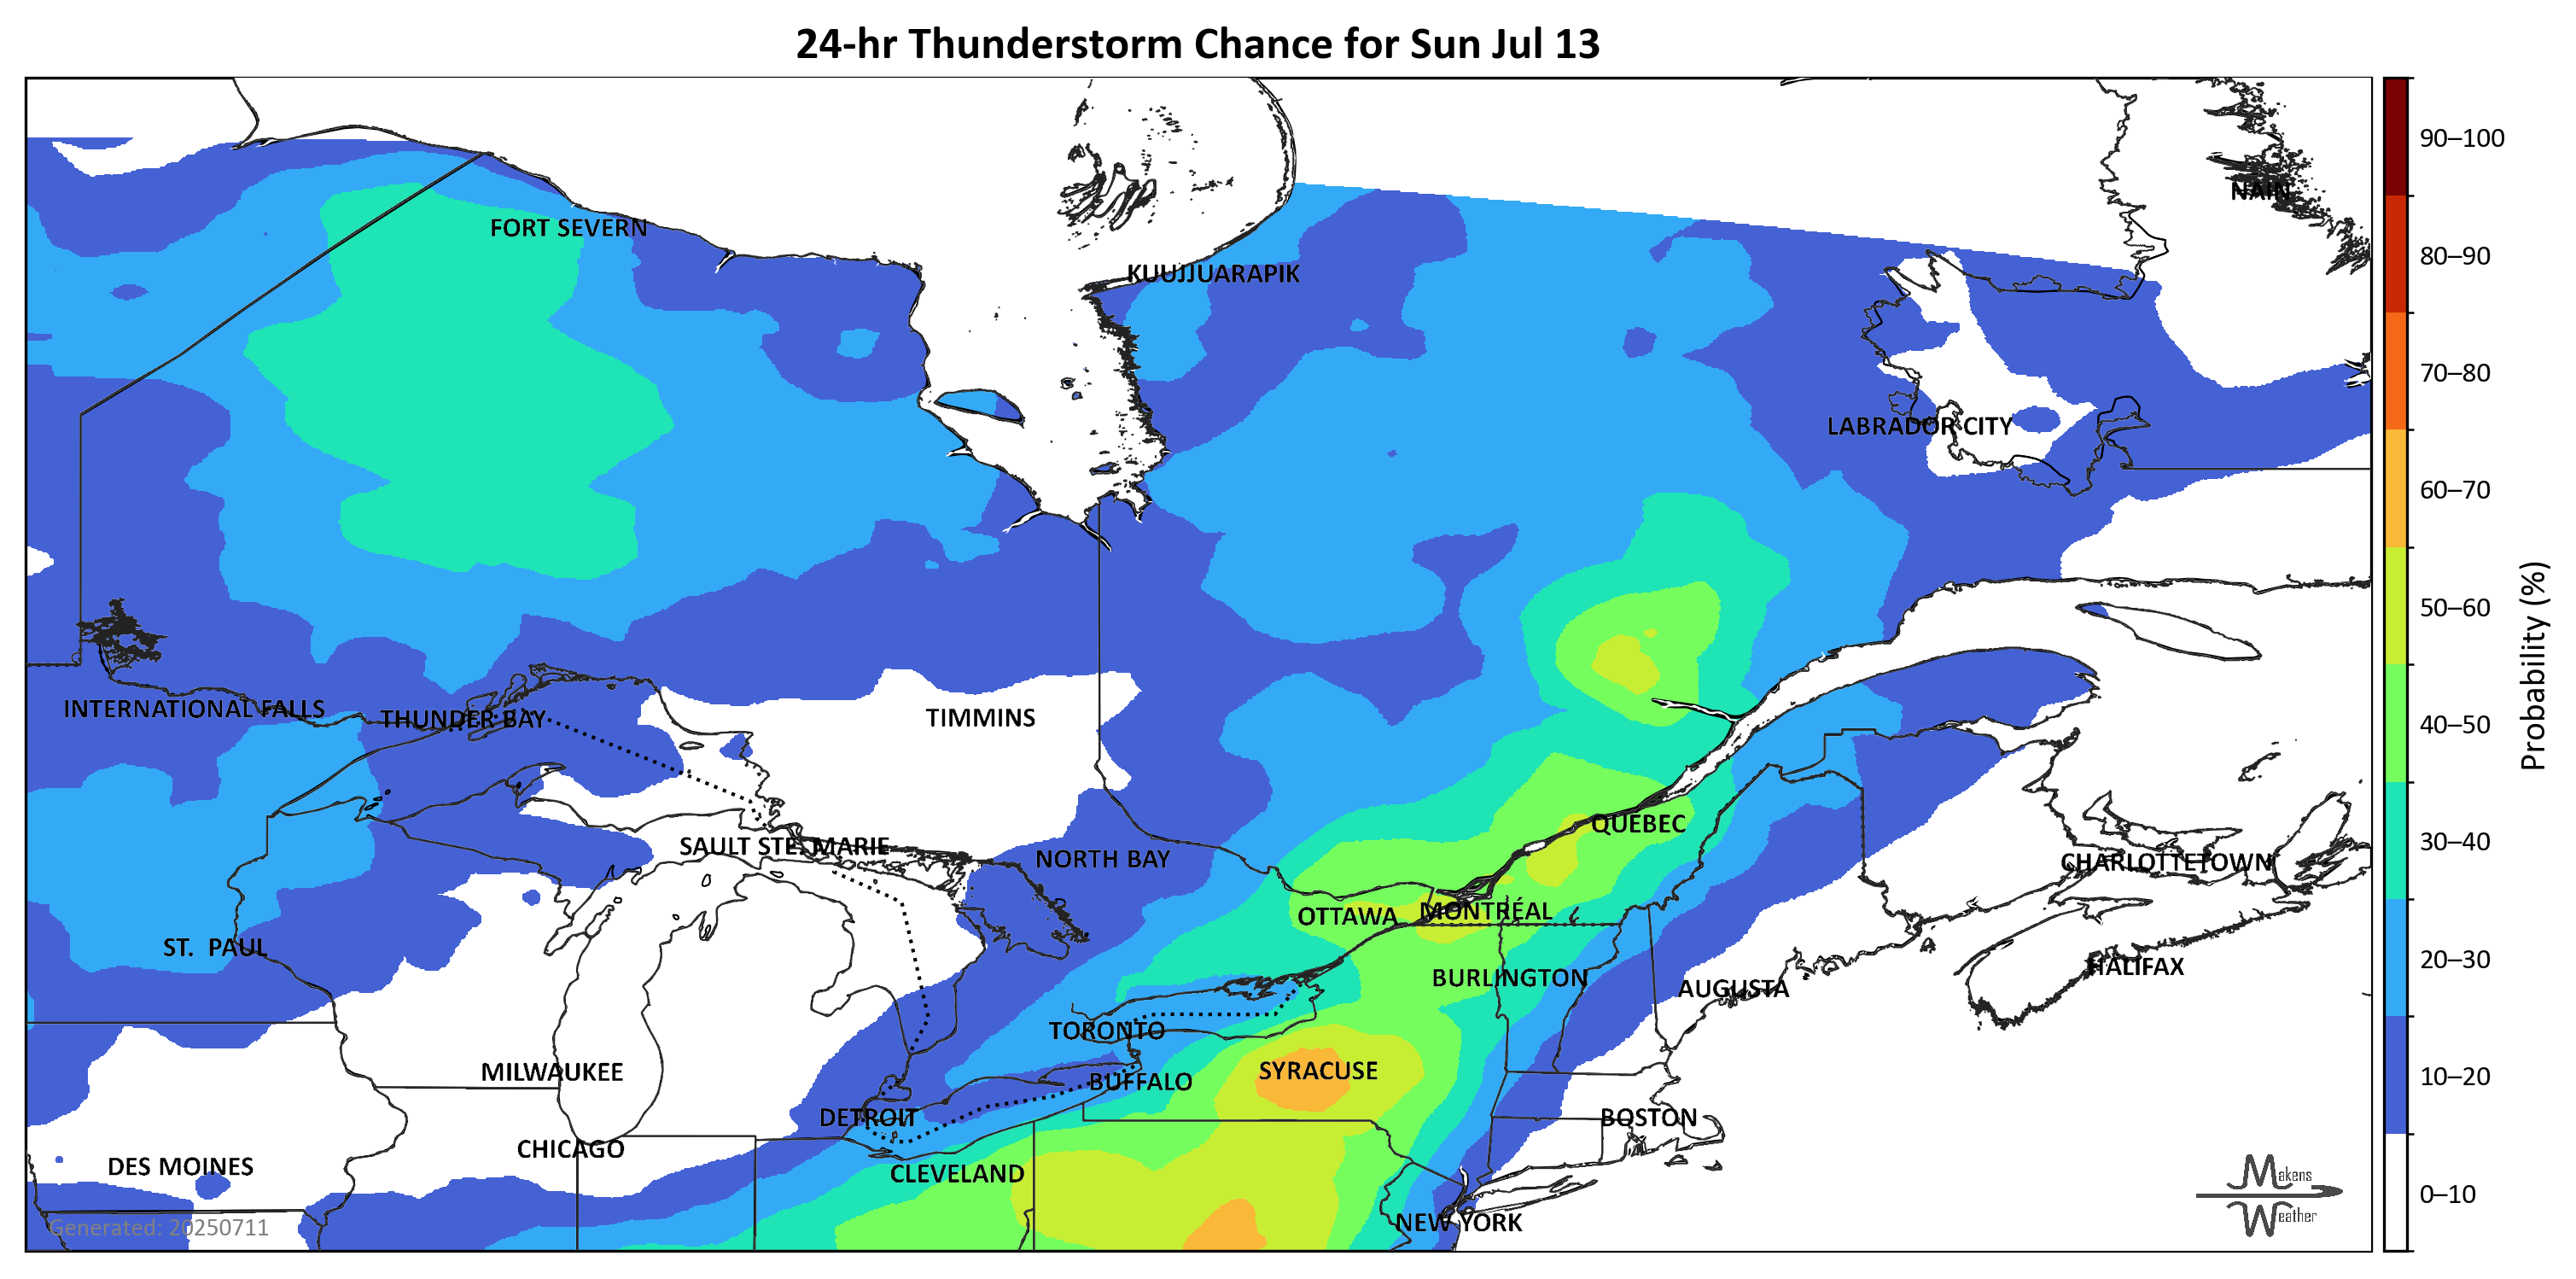 24-hr Thunderstorm Chance for Sun Jul 13
90–100
NAIN
FORT SEVERN
80–90
KUUJJUARAPIK
70–80
LABRADOR CITY
60–70
50–60
INTERNATIONAL FALLS
THUNDER BAY
TIMMINS
40–50
Probability (%)
QUEBEC
30–40
SAULT STE. MARIE
NORTH BAY
CHARLOTTETOWN
OTTAWA
MONTRÉAL
ST. PAUL
20–30
BURLINGTON
HALIFAX
AUGUSTA
TORONTO
MILWAUKEE
SYRACUSE
BUFFALO
10–20
DETROIT
BOSTON
CHICAGO
DES MOINES
CLEVELAND
Makens
0–10
Weather
NEW YORK
Generated: 20250711